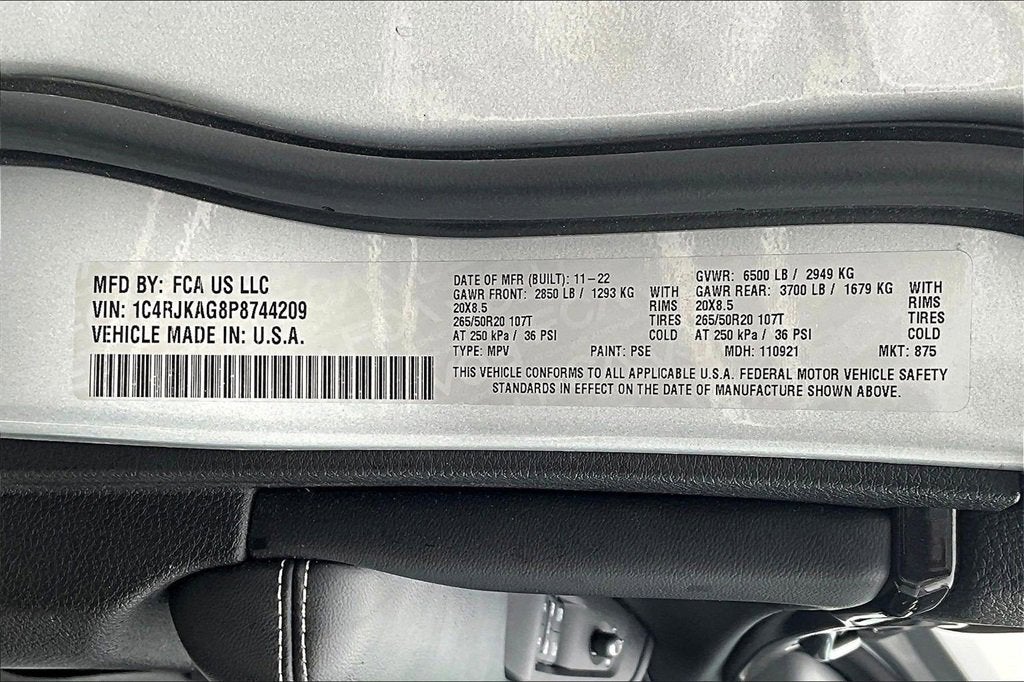 MFD BY: FCA US LLC
VIN: 1C4RJKAG8P8744209
VEHICLE MADE IN: U.S.A.
DATE OF MFR (BUILT): 11-22
GAWR FRONT: 2850 LB / 1293 KG WITH
20X8.5 RIMS
265/50R20 107T TIRES
AT 250 kPa / 36 PSI COLD
GVWR: 6500 LB / 2949 KG
GAWR REAR: 3700 LB / 1679 KG WITH
20X8.5 RIMS
265/50R20 107T TIRES
AT 250 kPa / 36 PSI COLD
TYPE: MPV PAINT: PSE MDH: 110921 MKT: 875
THIS VEHICLE CONFORMS TO ALL APPLICABLE U.S.A. FEDERAL MOTOR VEHICLE SAFETY
STANDARDS IN EFFECT ON THE DATE OF MANUFACTURE SHOWN ABOVE.